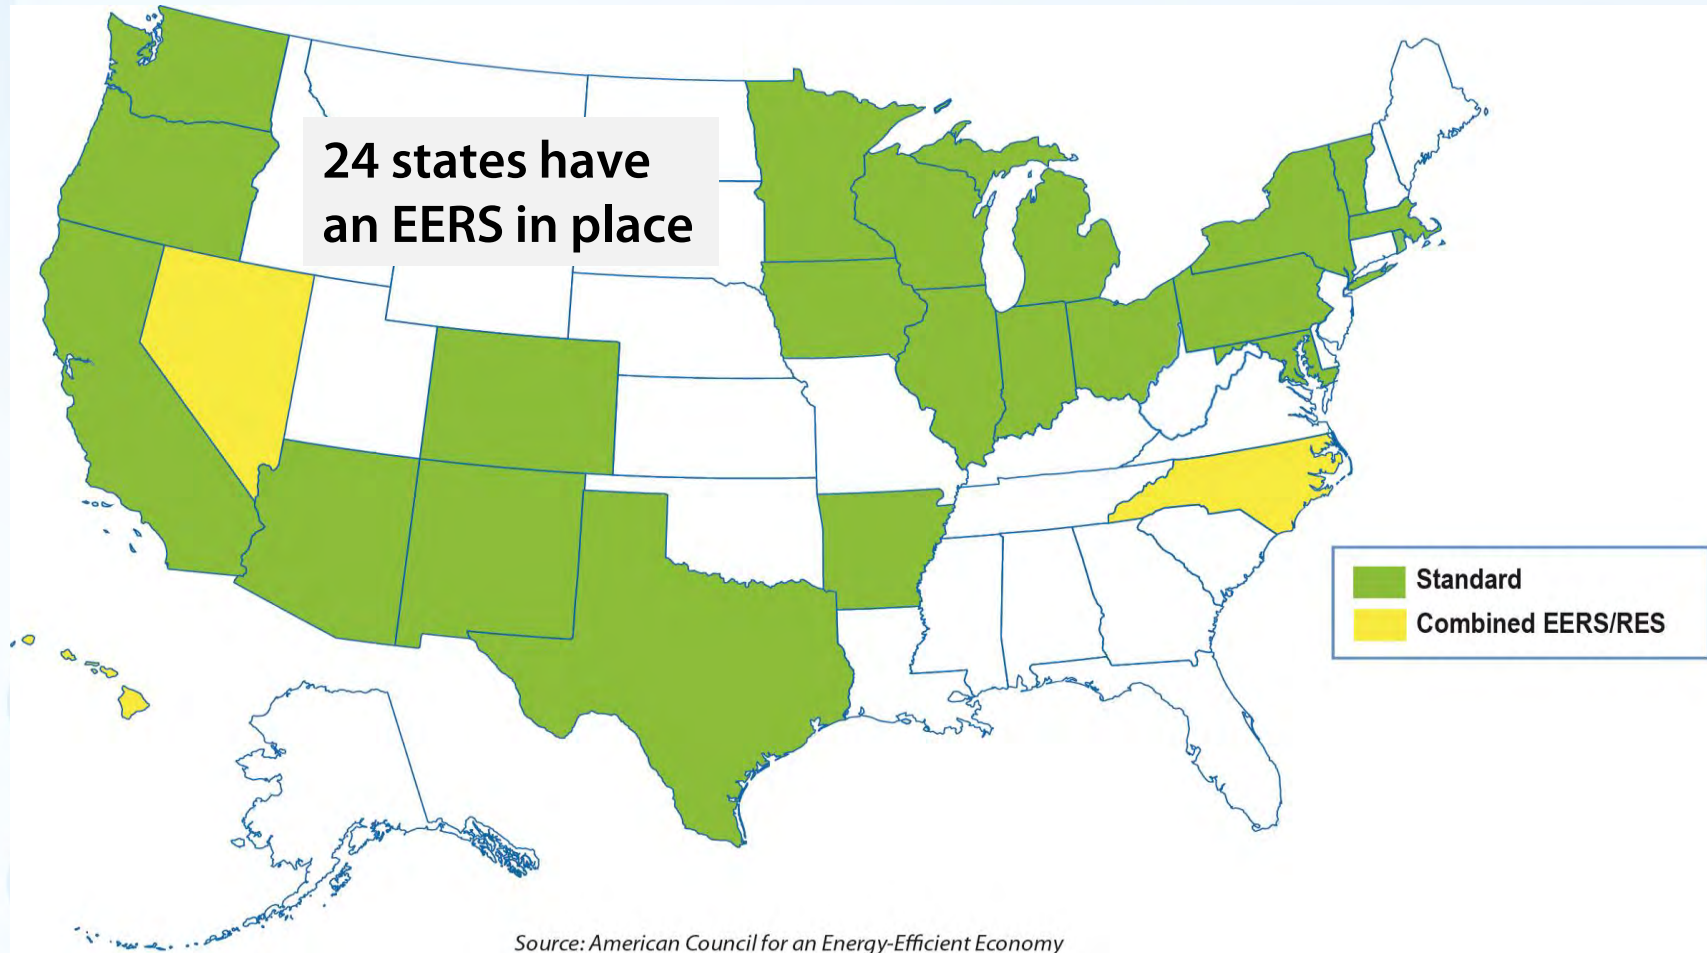 24 states have
an EERS in place
Standard
Combined EERS/RES
Source: American Council for an Energy-Efficient Economy